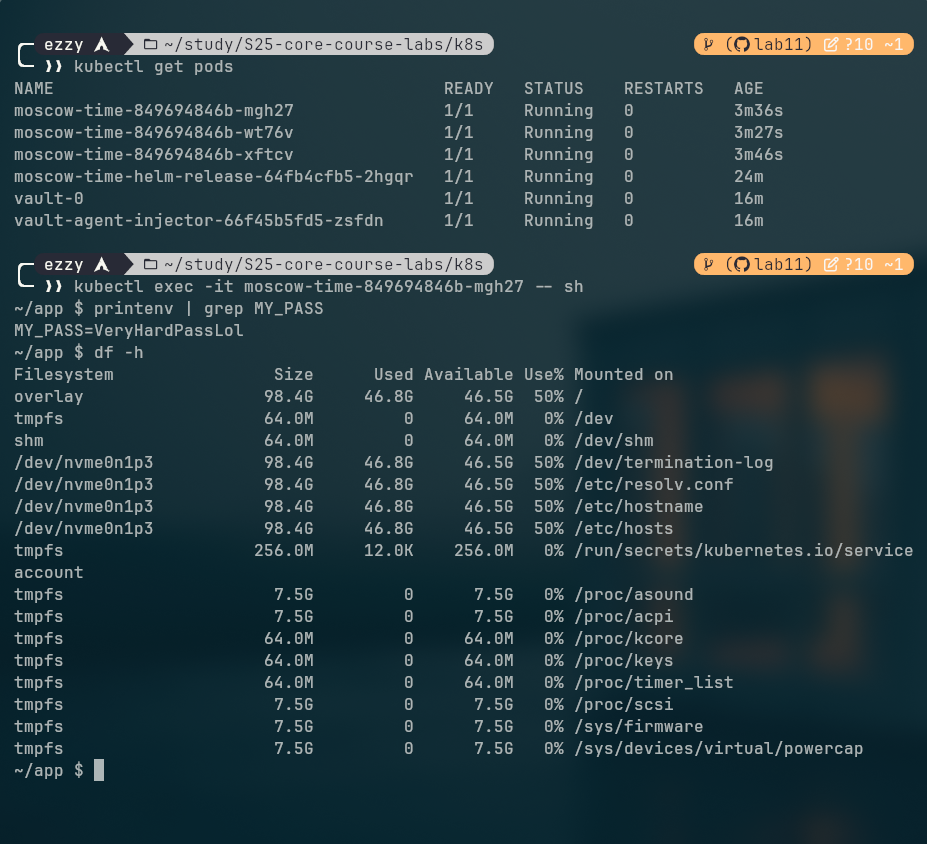 ezzy ~/study/S25-core-course-labs/k8s (lab11) ?10 ~1
❯❯ kubectl get pods
NAME READY STATUS RESTARTS AGE
moscow-time-849694846b-mgh27 1/1 Running 0 3m36s
moscow-time-849694846b-wt76v 1/1 Running 0 3m27s
moscow-time-849694846b-xftcv 1/1 Running 0 3m46s
moscow-time-helm-release-64fb4cfb5-2hgqr 1/1 Running 0 24m
vault-0 1/1 Running 0 16m
vault-agent-injector-66f45b5fd5-zsfdn 1/1 Running 0 16m
ezzy ~/study/S25-core-course-labs/k8s (lab11) ?10 ~1
❯❯ kubectl exec -it moscow-time-849694846b-mgh27 -- sh
~/app $ printenv | grep MY_PASS
MY_PASS=VeryHardPassLol
~/app $ df -h
Filesystem Size Used Available Use% Mounted on
overlay 98.4G 46.8G 46.5G 50% /
tmpfs 64.0M 0 64.0M 0% /dev
shm 64.0M 0 64.0M 0% /dev/shm
/dev/nvme0n1p3 98.4G 46.8G 46.5G 50% /dev/termination-log
/dev/nvme0n1p3 98.4G 46.8G 46.5G 50% /etc/resolv.conf
/dev/nvme0n1p3 98.4G 46.8G 46.5G 50% /etc/hostname
/dev/nvme0n1p3 98.4G 46.8G 46.5G 50% /etc/hosts
tmpfs 256.0M 12.0K 256.0M 0% /run/secrets/kubernetes.io/service
account
tmpfs 7.5G 0 7.5G 0% /proc/asound
tmpfs 7.5G 0 7.5G 0% /proc/acpi
tmpfs 64.0M 0 64.0M 0% /proc/kcore
tmpfs 64.0M 0 64.0M 0% /proc/keys
tmpfs 64.0M 0 64.0M 0% /proc/timer_list
tmpfs 7.5G 0 7.5G 0% /proc/scsi
tmpfs 7.5G 0 7.5G 0% /sys/firmware
tmpfs 7.5G 0 7.5G 0% /sys/devices/virtual/powercap
~/app $